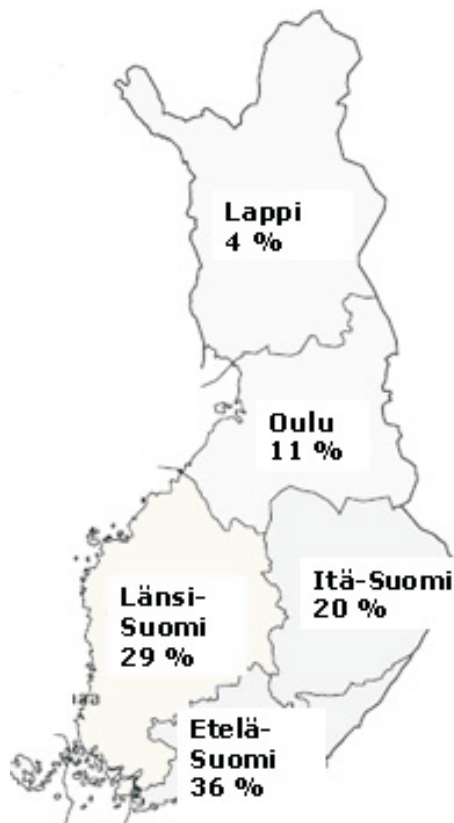 Lappi
4 %
Oulu
11 %
Itä-Suomi
20 %
Länsi-
Suomi
29 %
Etelä-
Suomi
36 %